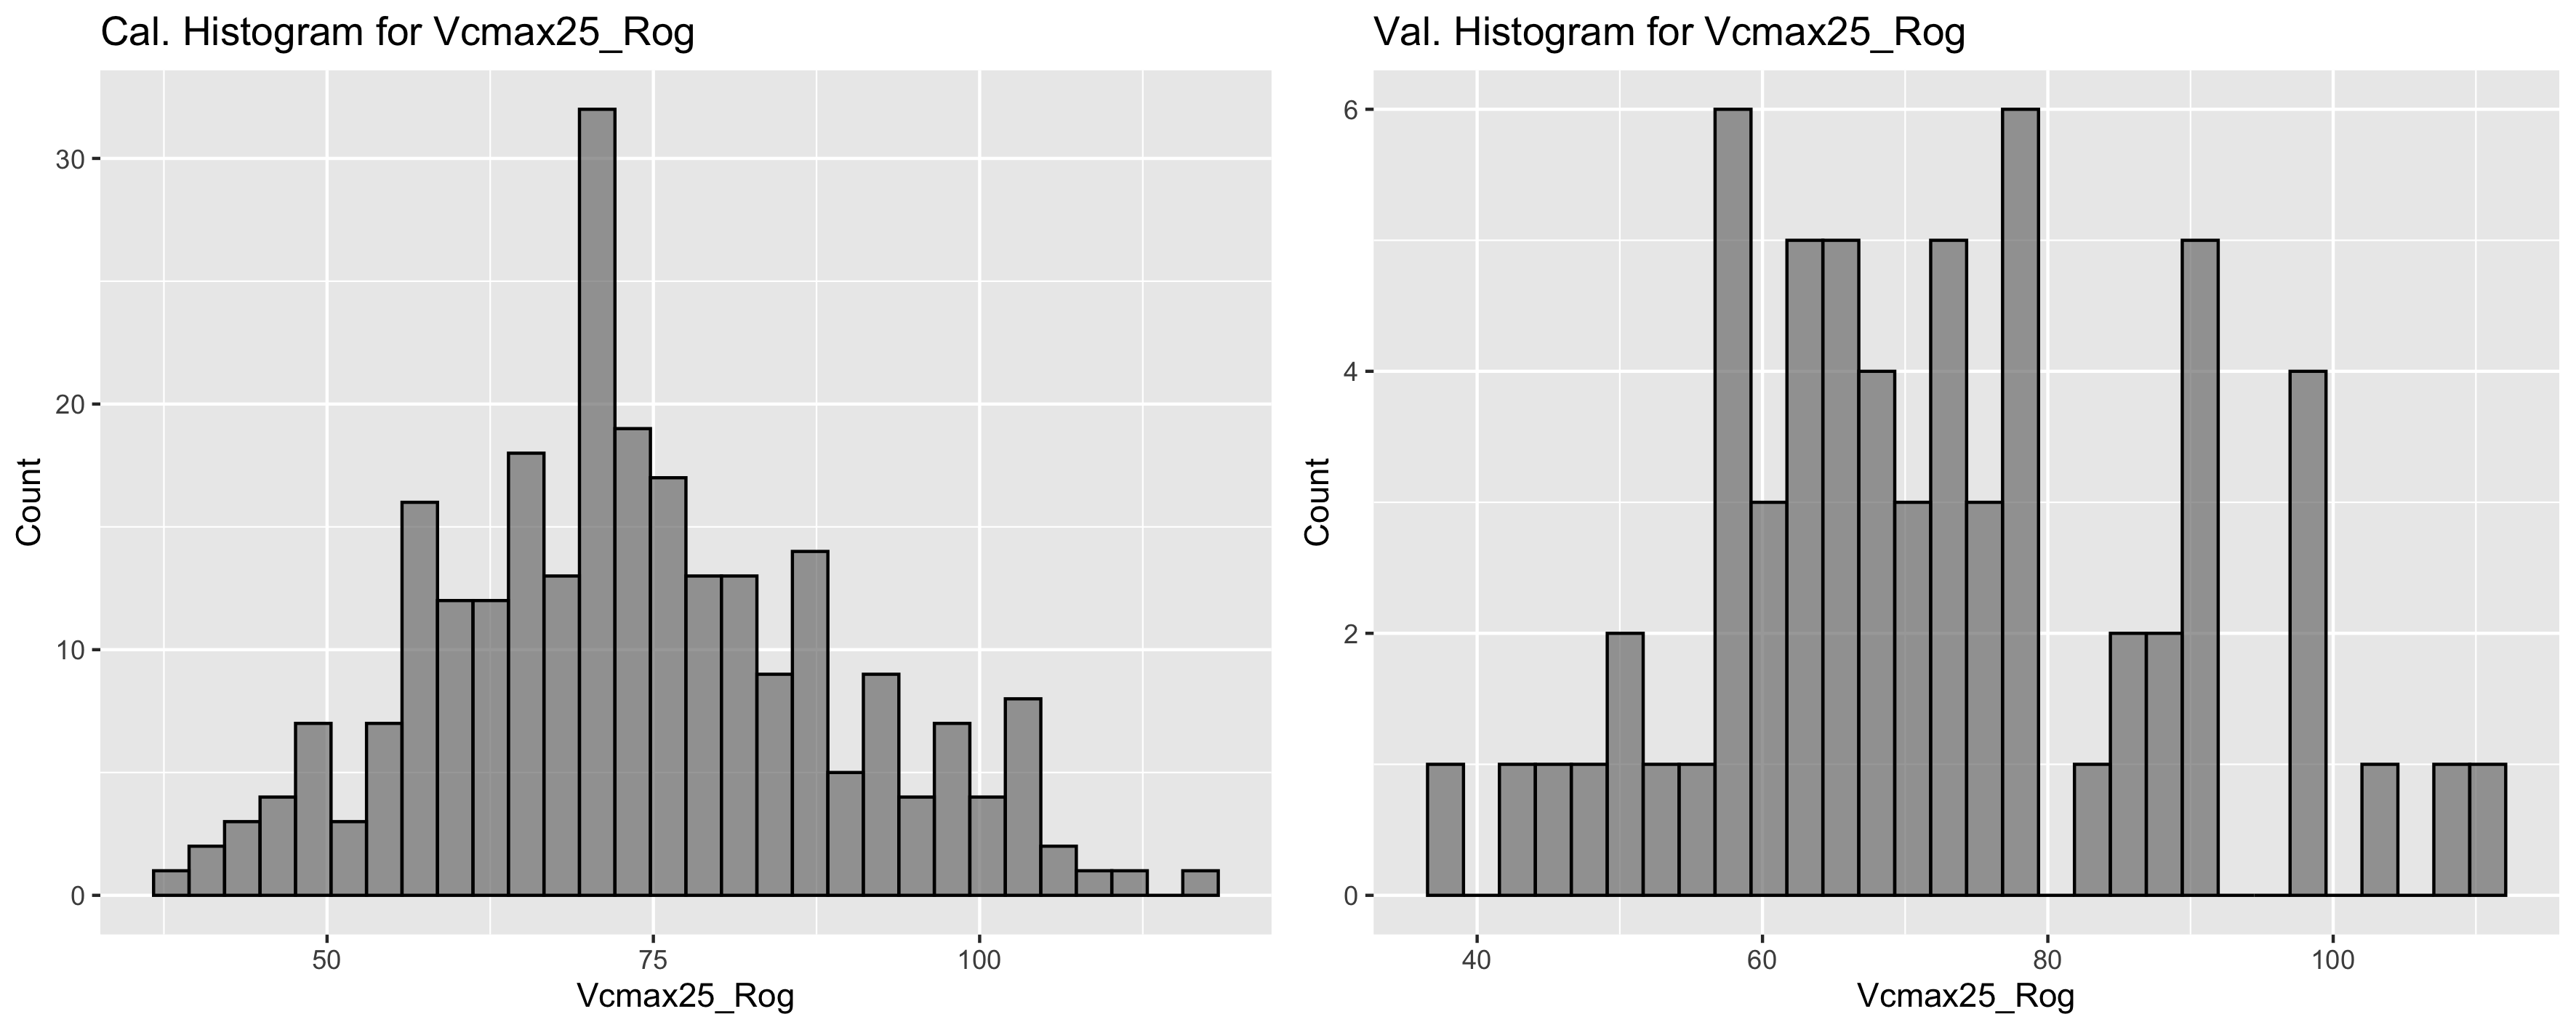 Cal. Histogram for Vcmax25_Rog
Count
30
20
10
0
50 75 100
Vcmax25_Rog
Val. Histogram for Vcmax25_Rog
Count
6
4
2
0
40 60 80 100
Vcmax25_Rog